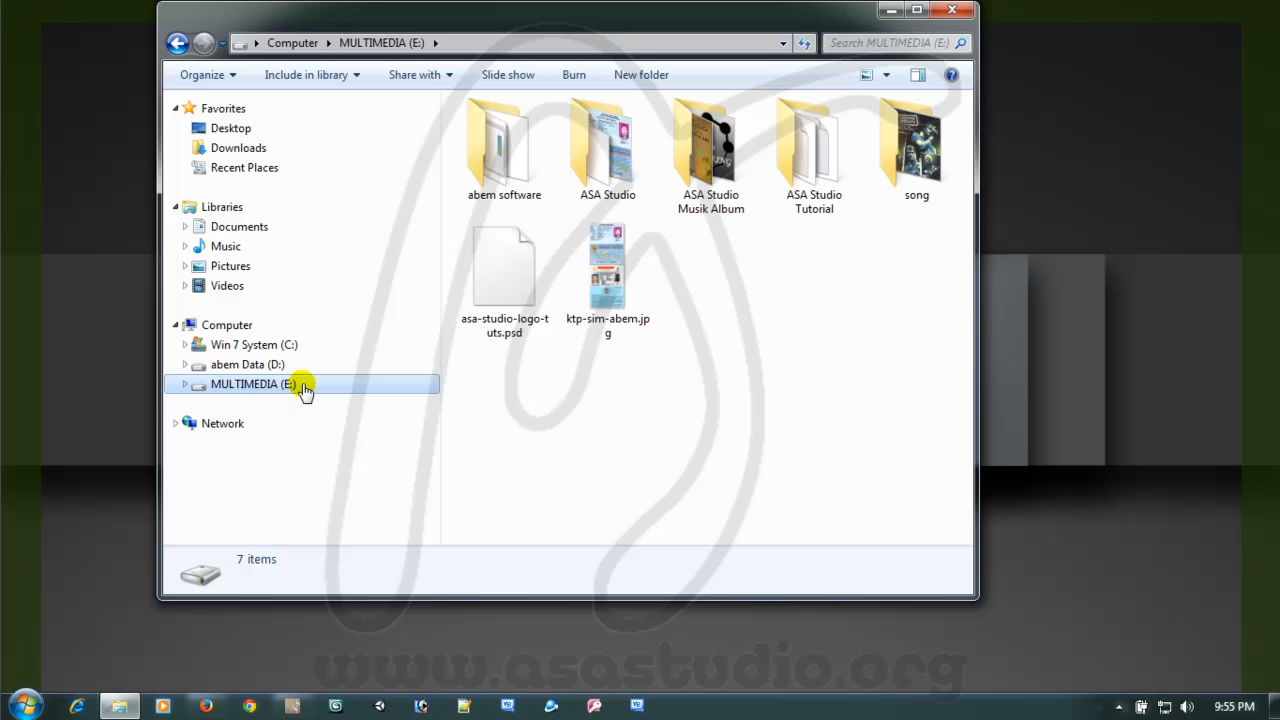 Computer
MULTIMEDIA (E:)
Search MULTIMEDIA (E:)
Organize
Include in library
Share with
Slide show
Burn
New folder
Favorites
Desktop
Downloads
Recent Places
Libraries
Documents
Music
Pictures
Videos
Computer
Win 7 System (C:)
abem Data (D:)
MULTIMEDIA (E:)
Network
abem software
ASA Studio
ASA Studio
Musik Album
ASA Studio
Tutorial
song
asa-studio-logo-t
uts.psd
ktp-sim-abem.jp
g
7 items
www.asastudio.org
9:55 PM